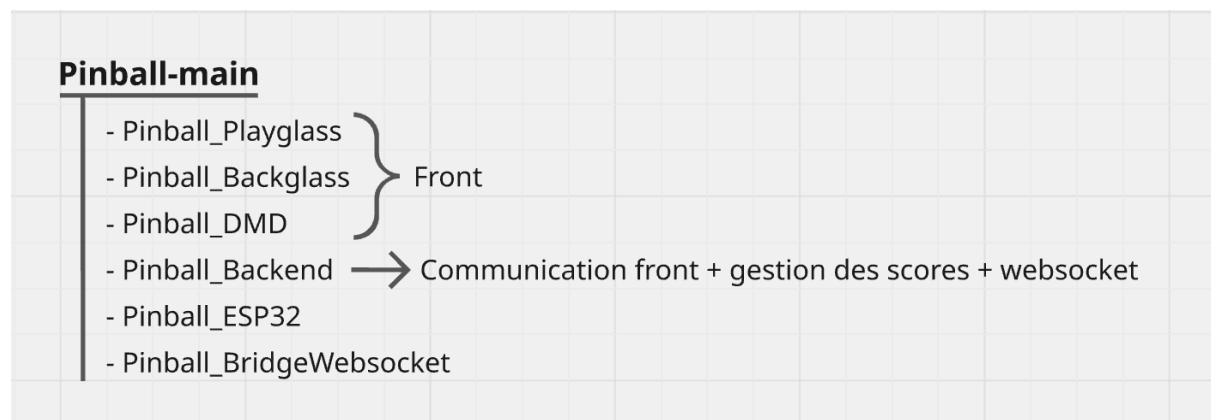 Pinball-main
- Pinball_Playglass
- Pinball_Backglass
Front
- Pinball_DMD
- Pinball_Backend
Communication front + gestion des scores + websocket
- Pinball_ESP32
- Pinball_BridgeWebsocket